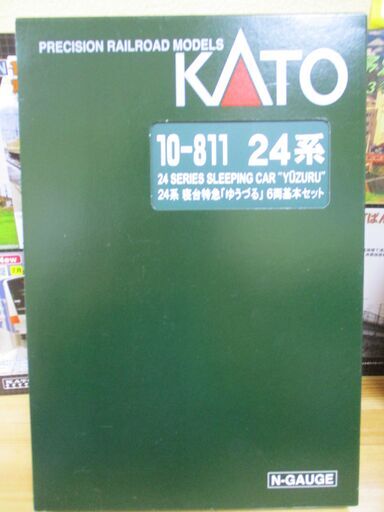 PRECISION RAILROAD MODELS
KATO
10-811 24系
24 SERIES SLEEPING CAR "YŪZURU"
24系 寝台特急「ゆうづる」6両基本セット
N-GAUGE
New